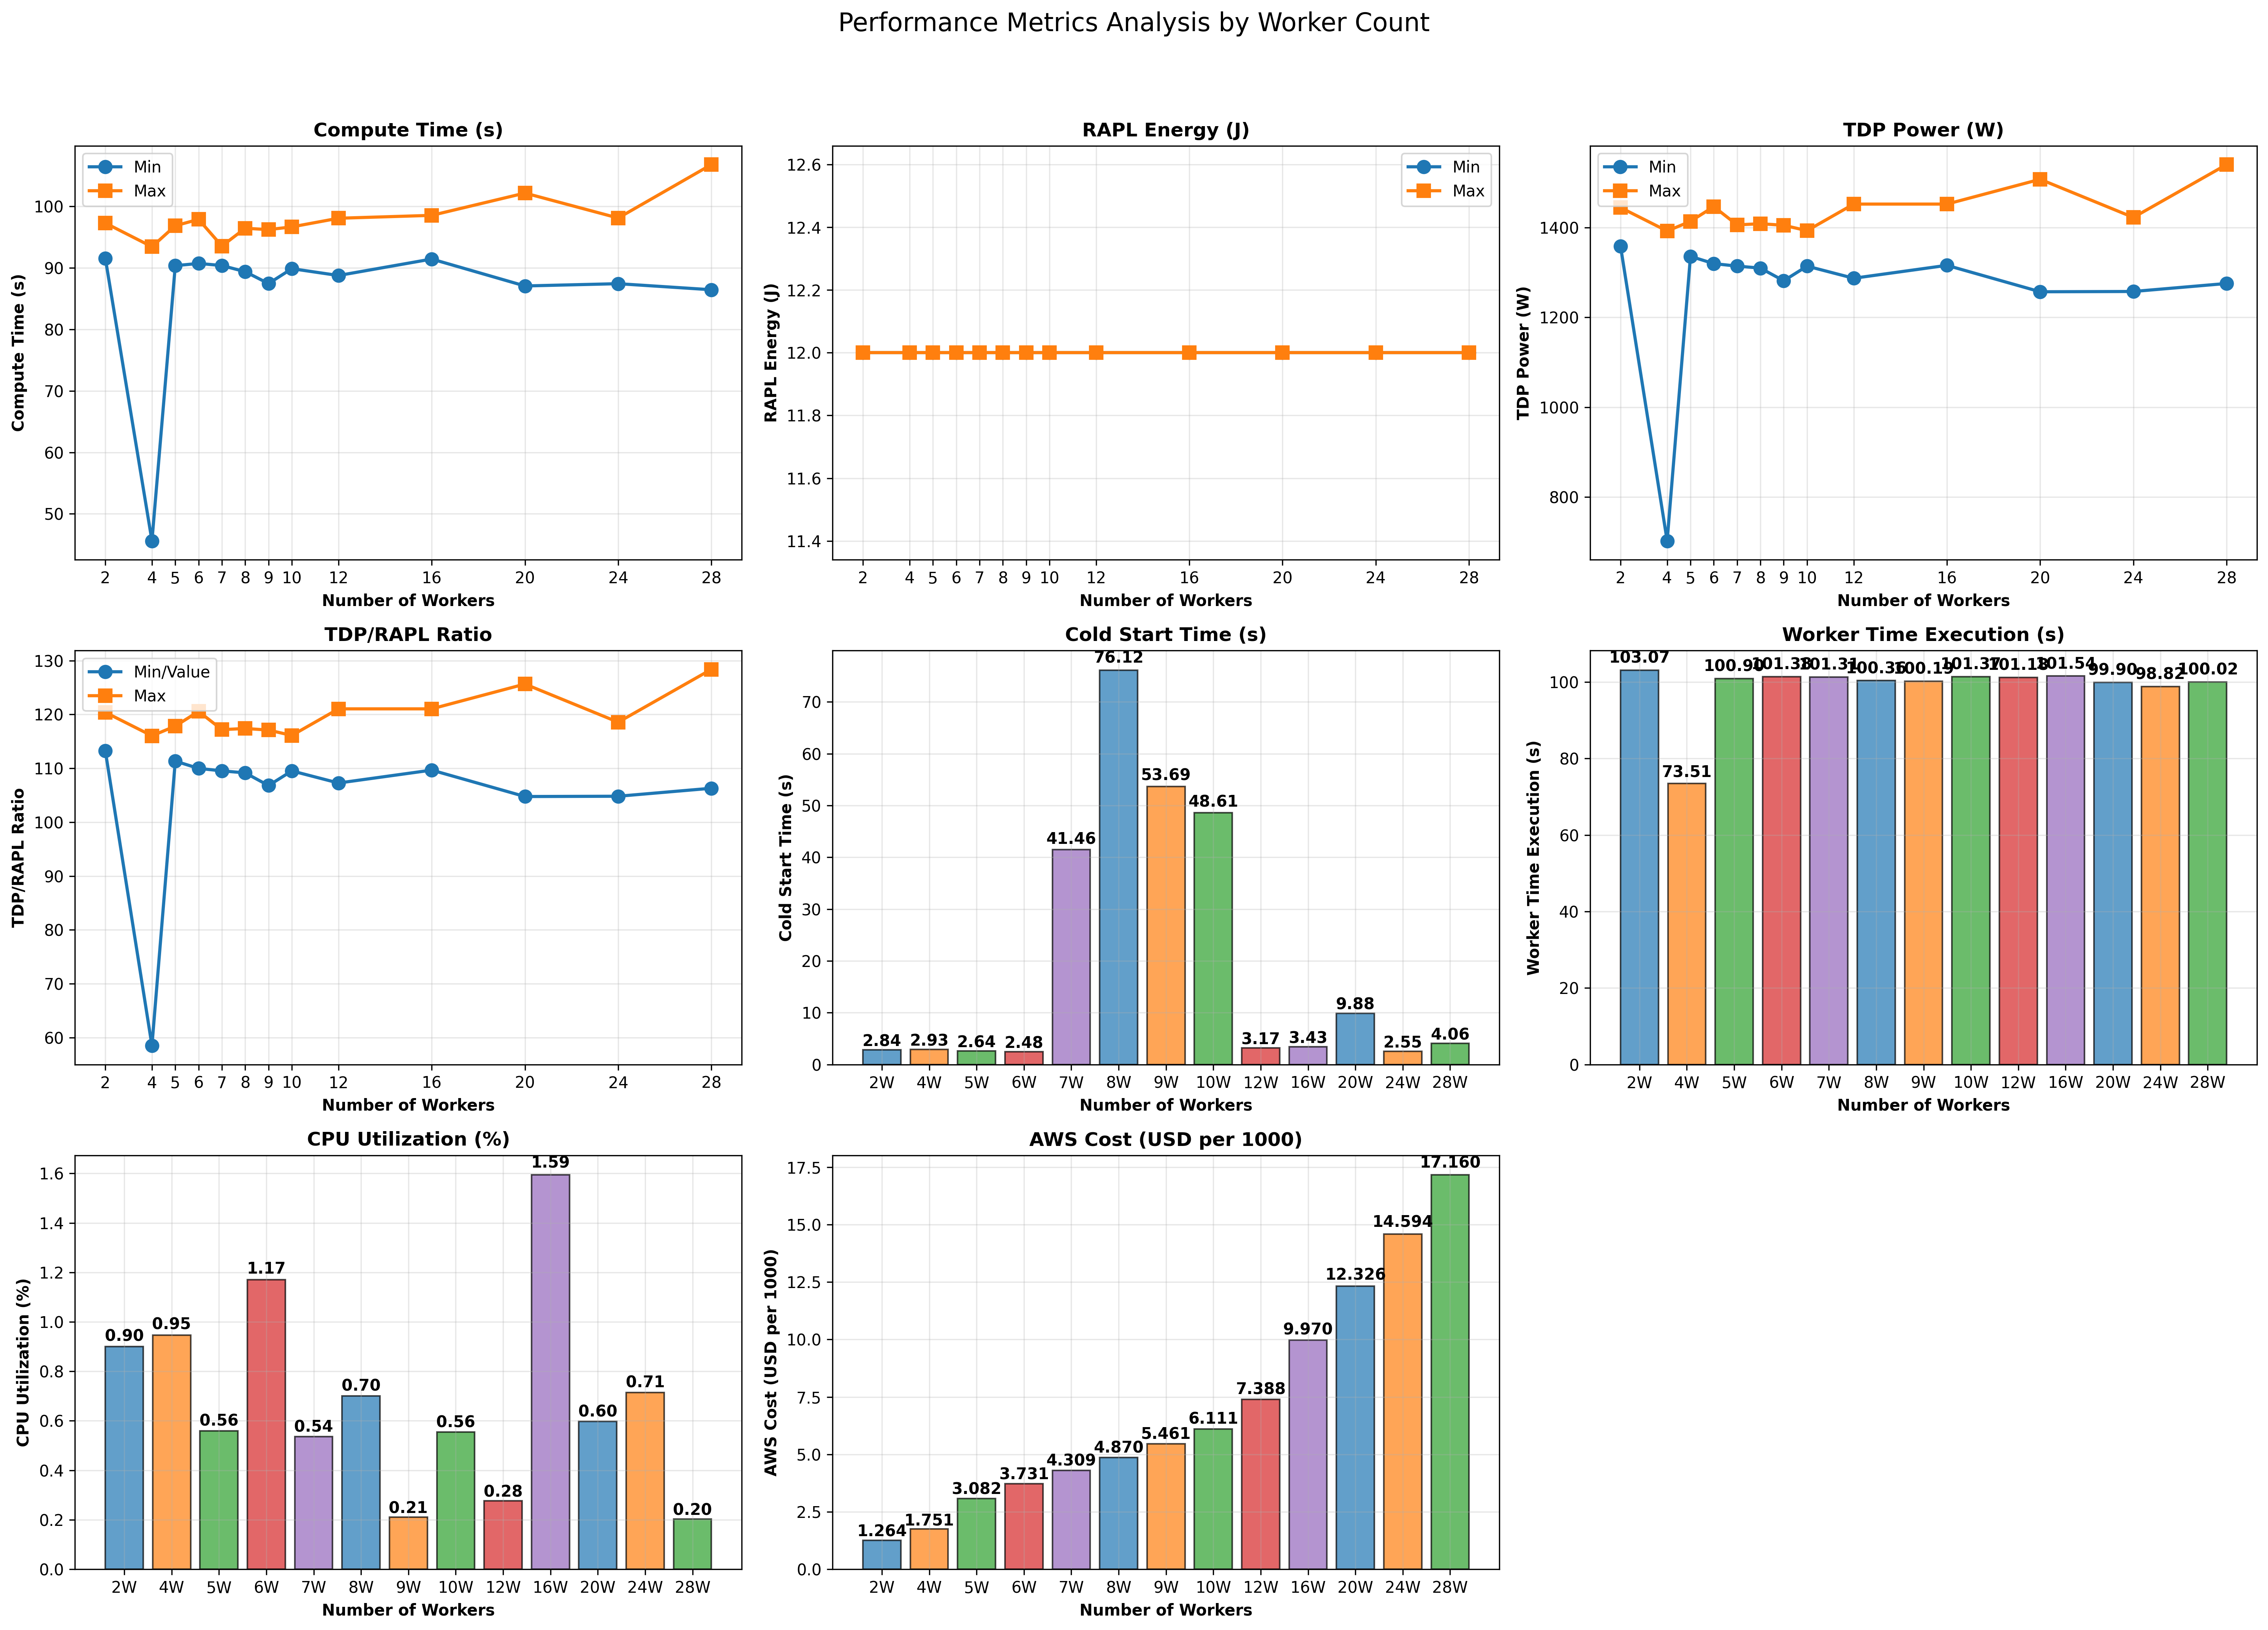 Performance Metrics Analysis by Worker Count
Compute Time (s)
Min
Max
100
90
80
70
60
50
Compute Time (s)
2 4 5 6 7 8 9 10 12 16 20 24 28
Number of Workers
RAPL Energy (J)
Min
Max
12.6
12.4
12.2
12.0
11.8
11.6
11.4
RAPL Energy (J)
2 4 5 6 7 8 9 10 12 16 20 24 28
Number of Workers
TDP Power (W)
Min
Max
1400
1200
1000
800
TDP Power (W)
2 4 5 6 7 8 9 10 12 16 20 24 28
Number of Workers
TDP/RAPL Ratio
Min/Value
Max
130
120
110
100
90
80
70
60
TDP/RAPL Ratio
2 4 5 6 7 8 9 10 12 16 20 24 28
Number of Workers
Cold Start Time (s)
70
60
50
40
30
20
10
0
Cold Start Time (s)
2.84 2.93 2.64 2.48 41.46 76.12 53.69 48.61 3.17 3.43 9.88 2.55 4.06
2W 4W 5W 6W 7W 8W 9W 10W 12W 16W 20W 24W 28W
Number of Workers
Worker Time Execution (s)
100
80
60
40
20
0
Worker Time Execution (s)
103.07 73.51 100.90 101.38 101.31 100.36 100.19 101.37 101.18 101.54 99.90 98.82 100.02
2W 4W 5W 6W 7W 8W 9W 10W 12W 16W 20W 24W 28W
Number of Workers
CPU Utilization (%)
1.6
1.4
1.2
1.0
0.8
0.6
0.4
0.2
0.0
CPU Utilization (%)
0.90 0.95 0.56 1.17 0.54 0.70 0.21 0.56 0.28 1.59 0.60 0.71 0.20
2W 4W 5W 6W 7W 8W 9W 10W 12W 16W 20W 24W 28W
Number of Workers
AWS Cost (USD per 1000)
17.5
15.0
12.5
10.0
7.5
5.0
2.5
0.0
AWS Cost (USD per 1000)
1.264 1.751 3.082 3.731 4.309 4.870 5.461 6.111 7.388 9.970 12.326 14.594 17.160
2W 4W 5W 6W 7W 8W 9W 10W 12W 16W 20W 24W 28W
Number of Workers